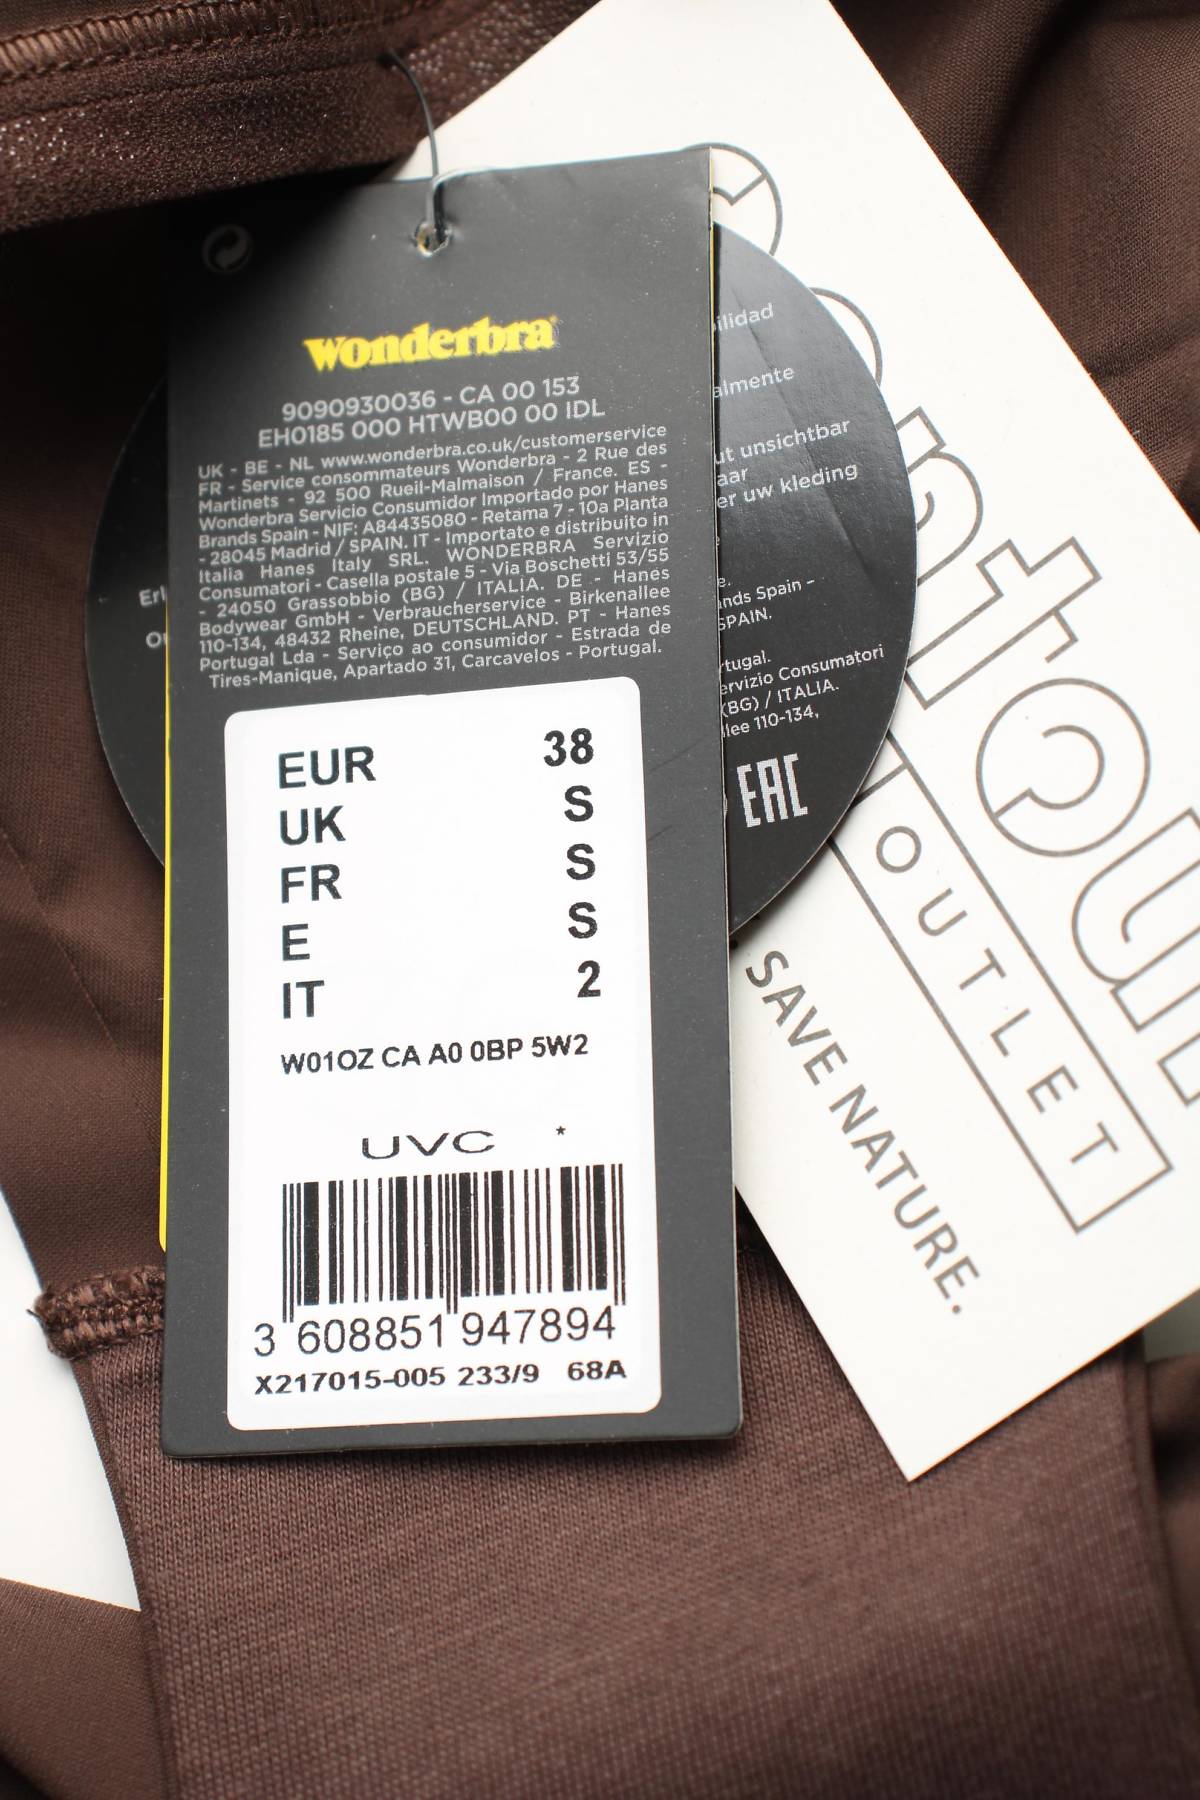 Wonderbra
9090930036 - CA 00 153
EH0185 000 HTWB00 00 IDL
UK - BE - NL www.wonderbra.co.uk/customerservice
FR - Service consommateurs Wonderbra - 2 Rue des
Martinets - 92 500 Rueil-Malmaison / France. ES -
Wonderbra Servicio Consumidor Importado por Hanes
Brands Spain - NIF: A84435080 - Retama 7 - 10a Planta
- 28045 Madrid / SPAIN. IT - Importato e distribuito in
Italia Hanes Italy SRL. WONDERBRA Servizio
Consumatori - Casella postale 5 - Via Boschetti 53/55
- 24050 Grassobbio (BG) / ITALIA. DE - Hanes
Bodywear GmbH - Verbraucherservice - Birkenallee
110-134, 48432 Rheine, DEUTSCHLAND. PT - Hanes
Portugal Lda - Serviço ao consumidor - Estrada de
Tires-Manique, Apartado 31, Carcavelos - Portugal.
EUR 38
UK S
FR S
E S
IT 2
W01OZ CA A0 0BP 5W2
UVC *
3 608851 947894
X217015-005 233/9 68A
ilidad
almente
ut unsichtbar
aar
er uw kleding
e.
nds Spain -
SPAIN.
rtugal.
ervizio Consumatori
(BG) / ITALIA.
llee 110-134,
EAC
OUTLET
SAVE NATURE.